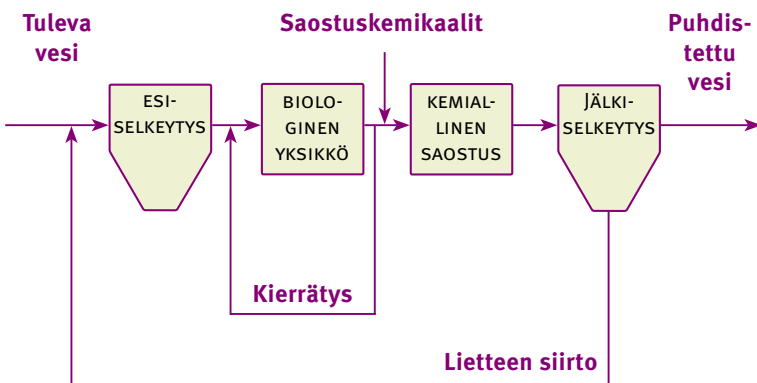 Tuleva
vesi
Saostuskemikaalit
Puhdis-
tettu
vesi
ESI-
SELKEYTYS
BIOLO-
GINEN
YKSIKKÖ
KEMIAL-
LINEN
SAOSTUS
JÄLKI-
SELKEYTYS
Kierrätys
Lietteen siirto